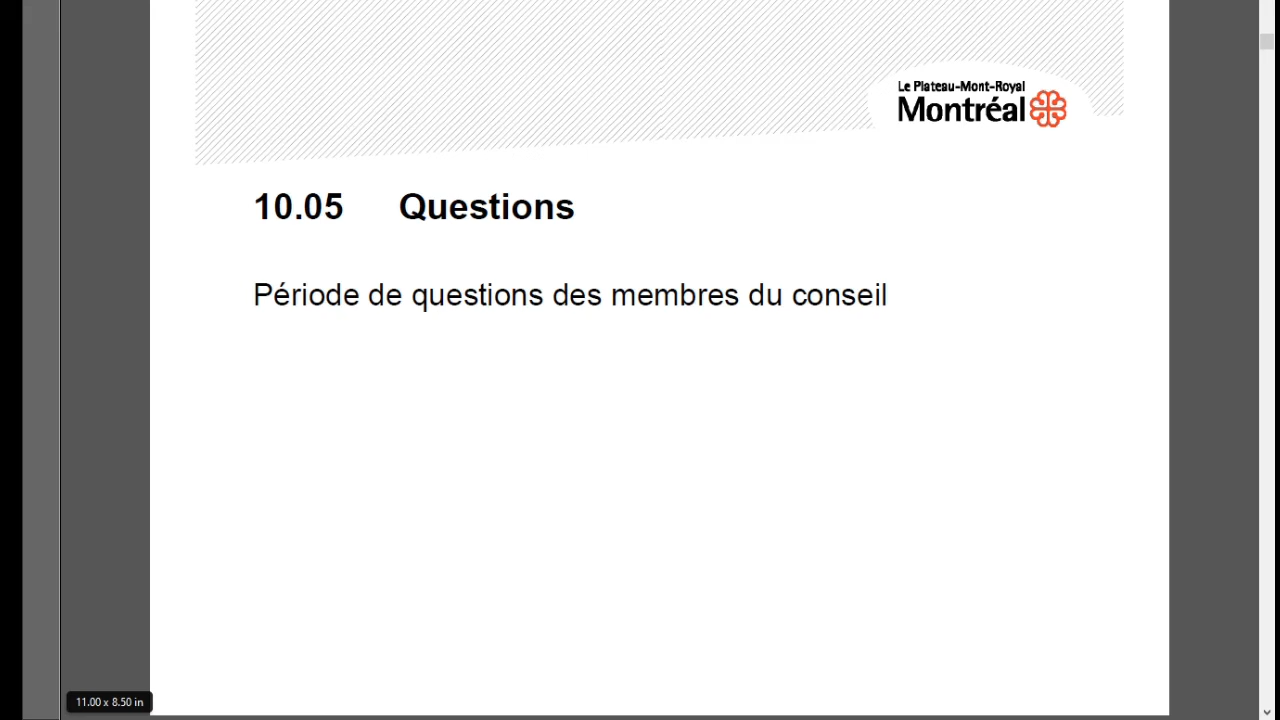 Le Plateau-Mont-Royal
Montréal
10.05 Questions
Période de questions des membres du conseil
11.00 x 8.50 in